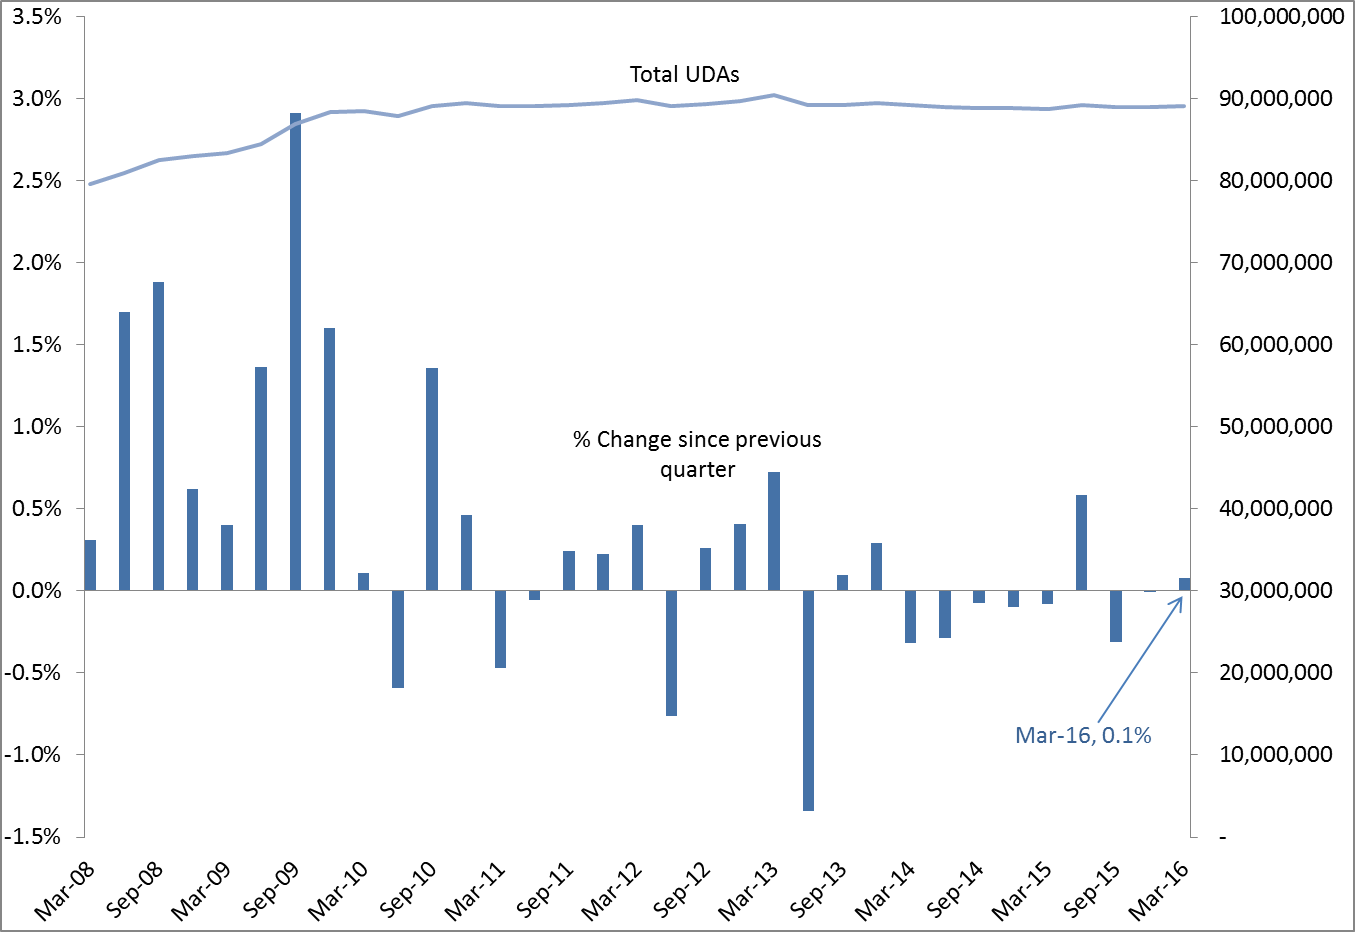 3.5%
3.0%
2.5%
2.0%
1.5%
1.0%
0.5%
0.0%
-0.5%
-1.0%
-1.5%
Total UDAs
% Change since previous
quarter
Mar-16, 0.1%
100,000,000
90,000,000
80,000,000
70,000,000
60,000,000
50,000,000
40,000,000
30,000,000
20,000,000
10,000,000
-
Mar-08
Sep-08
Mar-09
Sep-09
Mar-10
Sep-10
Mar-11
Sep-11
Mar-12
Sep-12
Mar-13
Sep-13
Mar-14
Sep-14
Mar-15
Sep-15
Mar-16